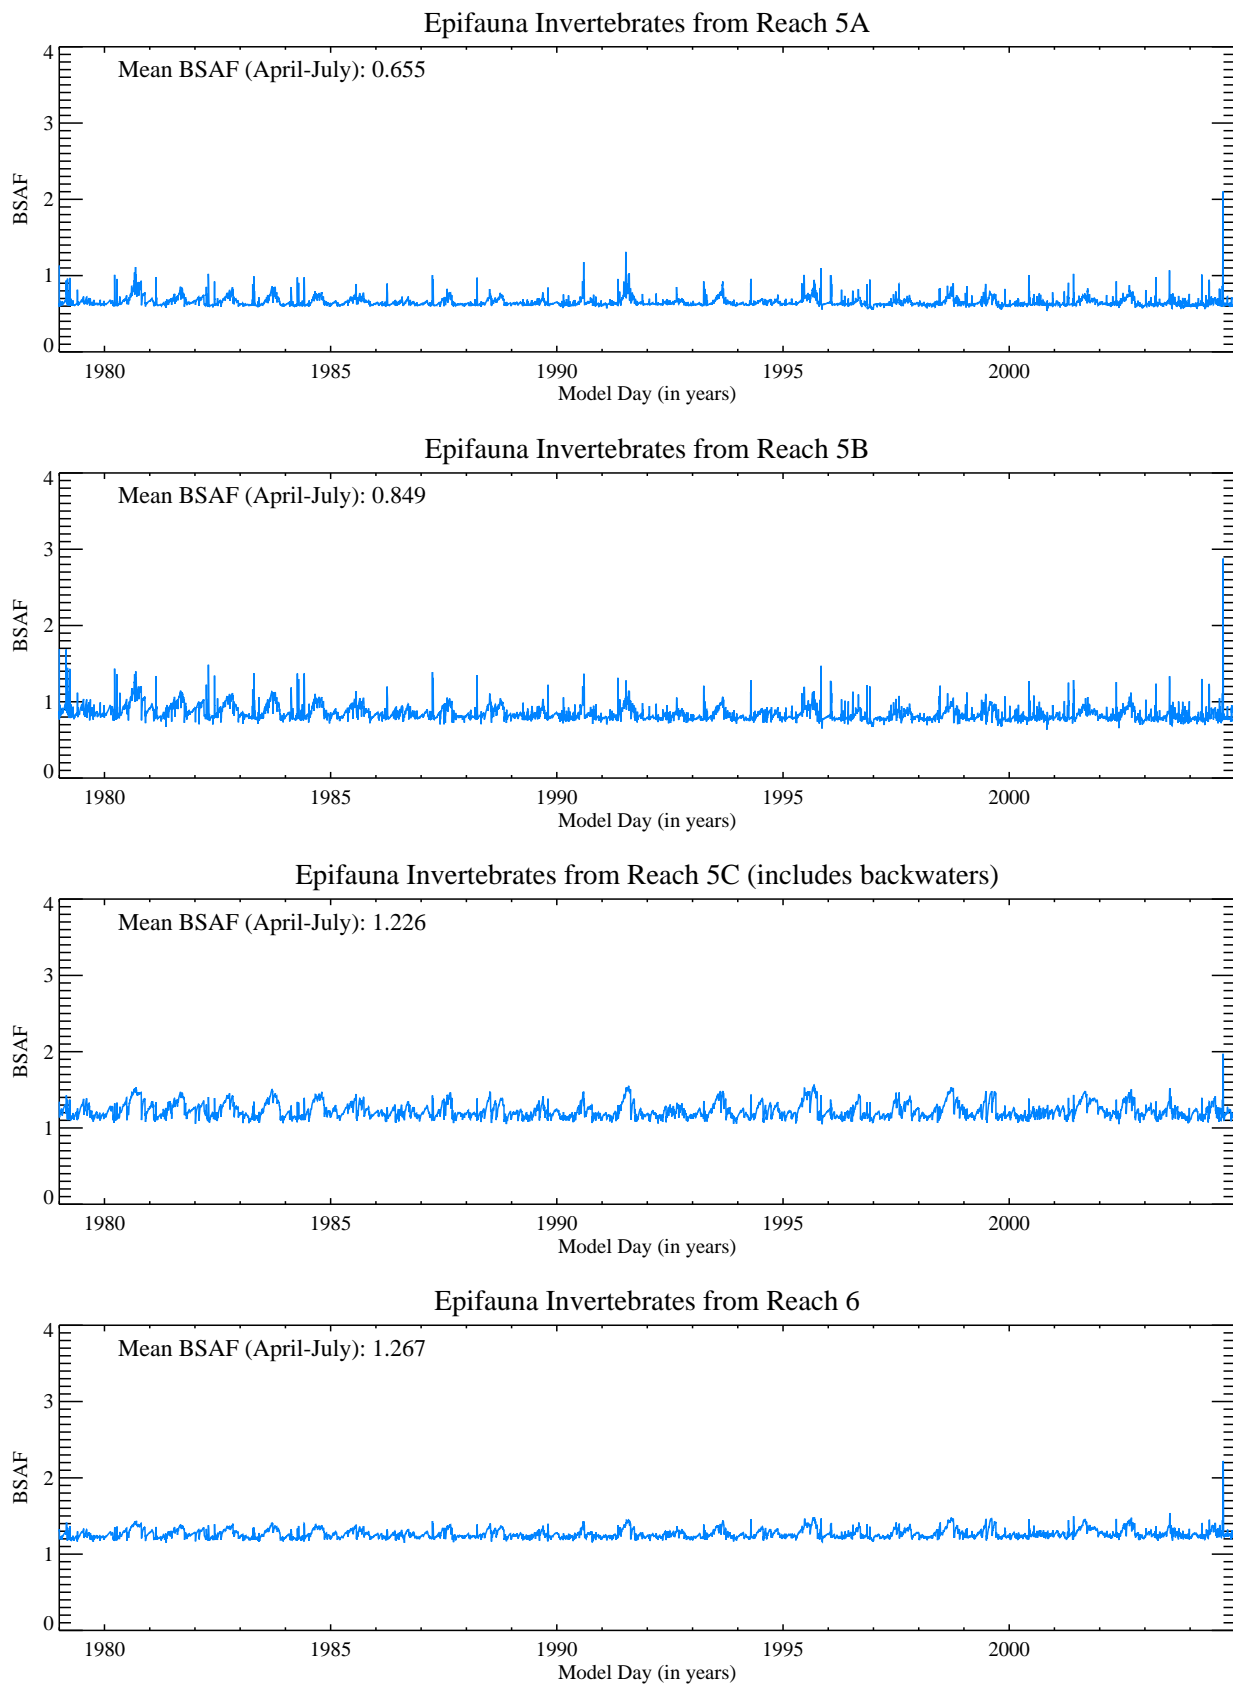 Epifauna Invertebrates from Reach 5A
Mean BSAF (April-July): 0.655
4
3
2
1
0
BSAF
1980 1985 1990 1995 2000
Model Day (in years)
Epifauna Invertebrates from Reach 5B
Mean BSAF (April-July): 0.849
4
3
2
1
0
BSAF
1980 1985 1990 1995 2000
Model Day (in years)
Epifauna Invertebrates from Reach 5C (includes backwaters)
Mean BSAF (April-July): 1.226
4
3
2
1
0
BSAF
1980 1985 1990 1995 2000
Model Day (in years)
Epifauna Invertebrates from Reach 6
Mean BSAF (April-July): 1.267
4
3
2
1
0
BSAF
1980 1985 1990 1995 2000
Model Day (in years)